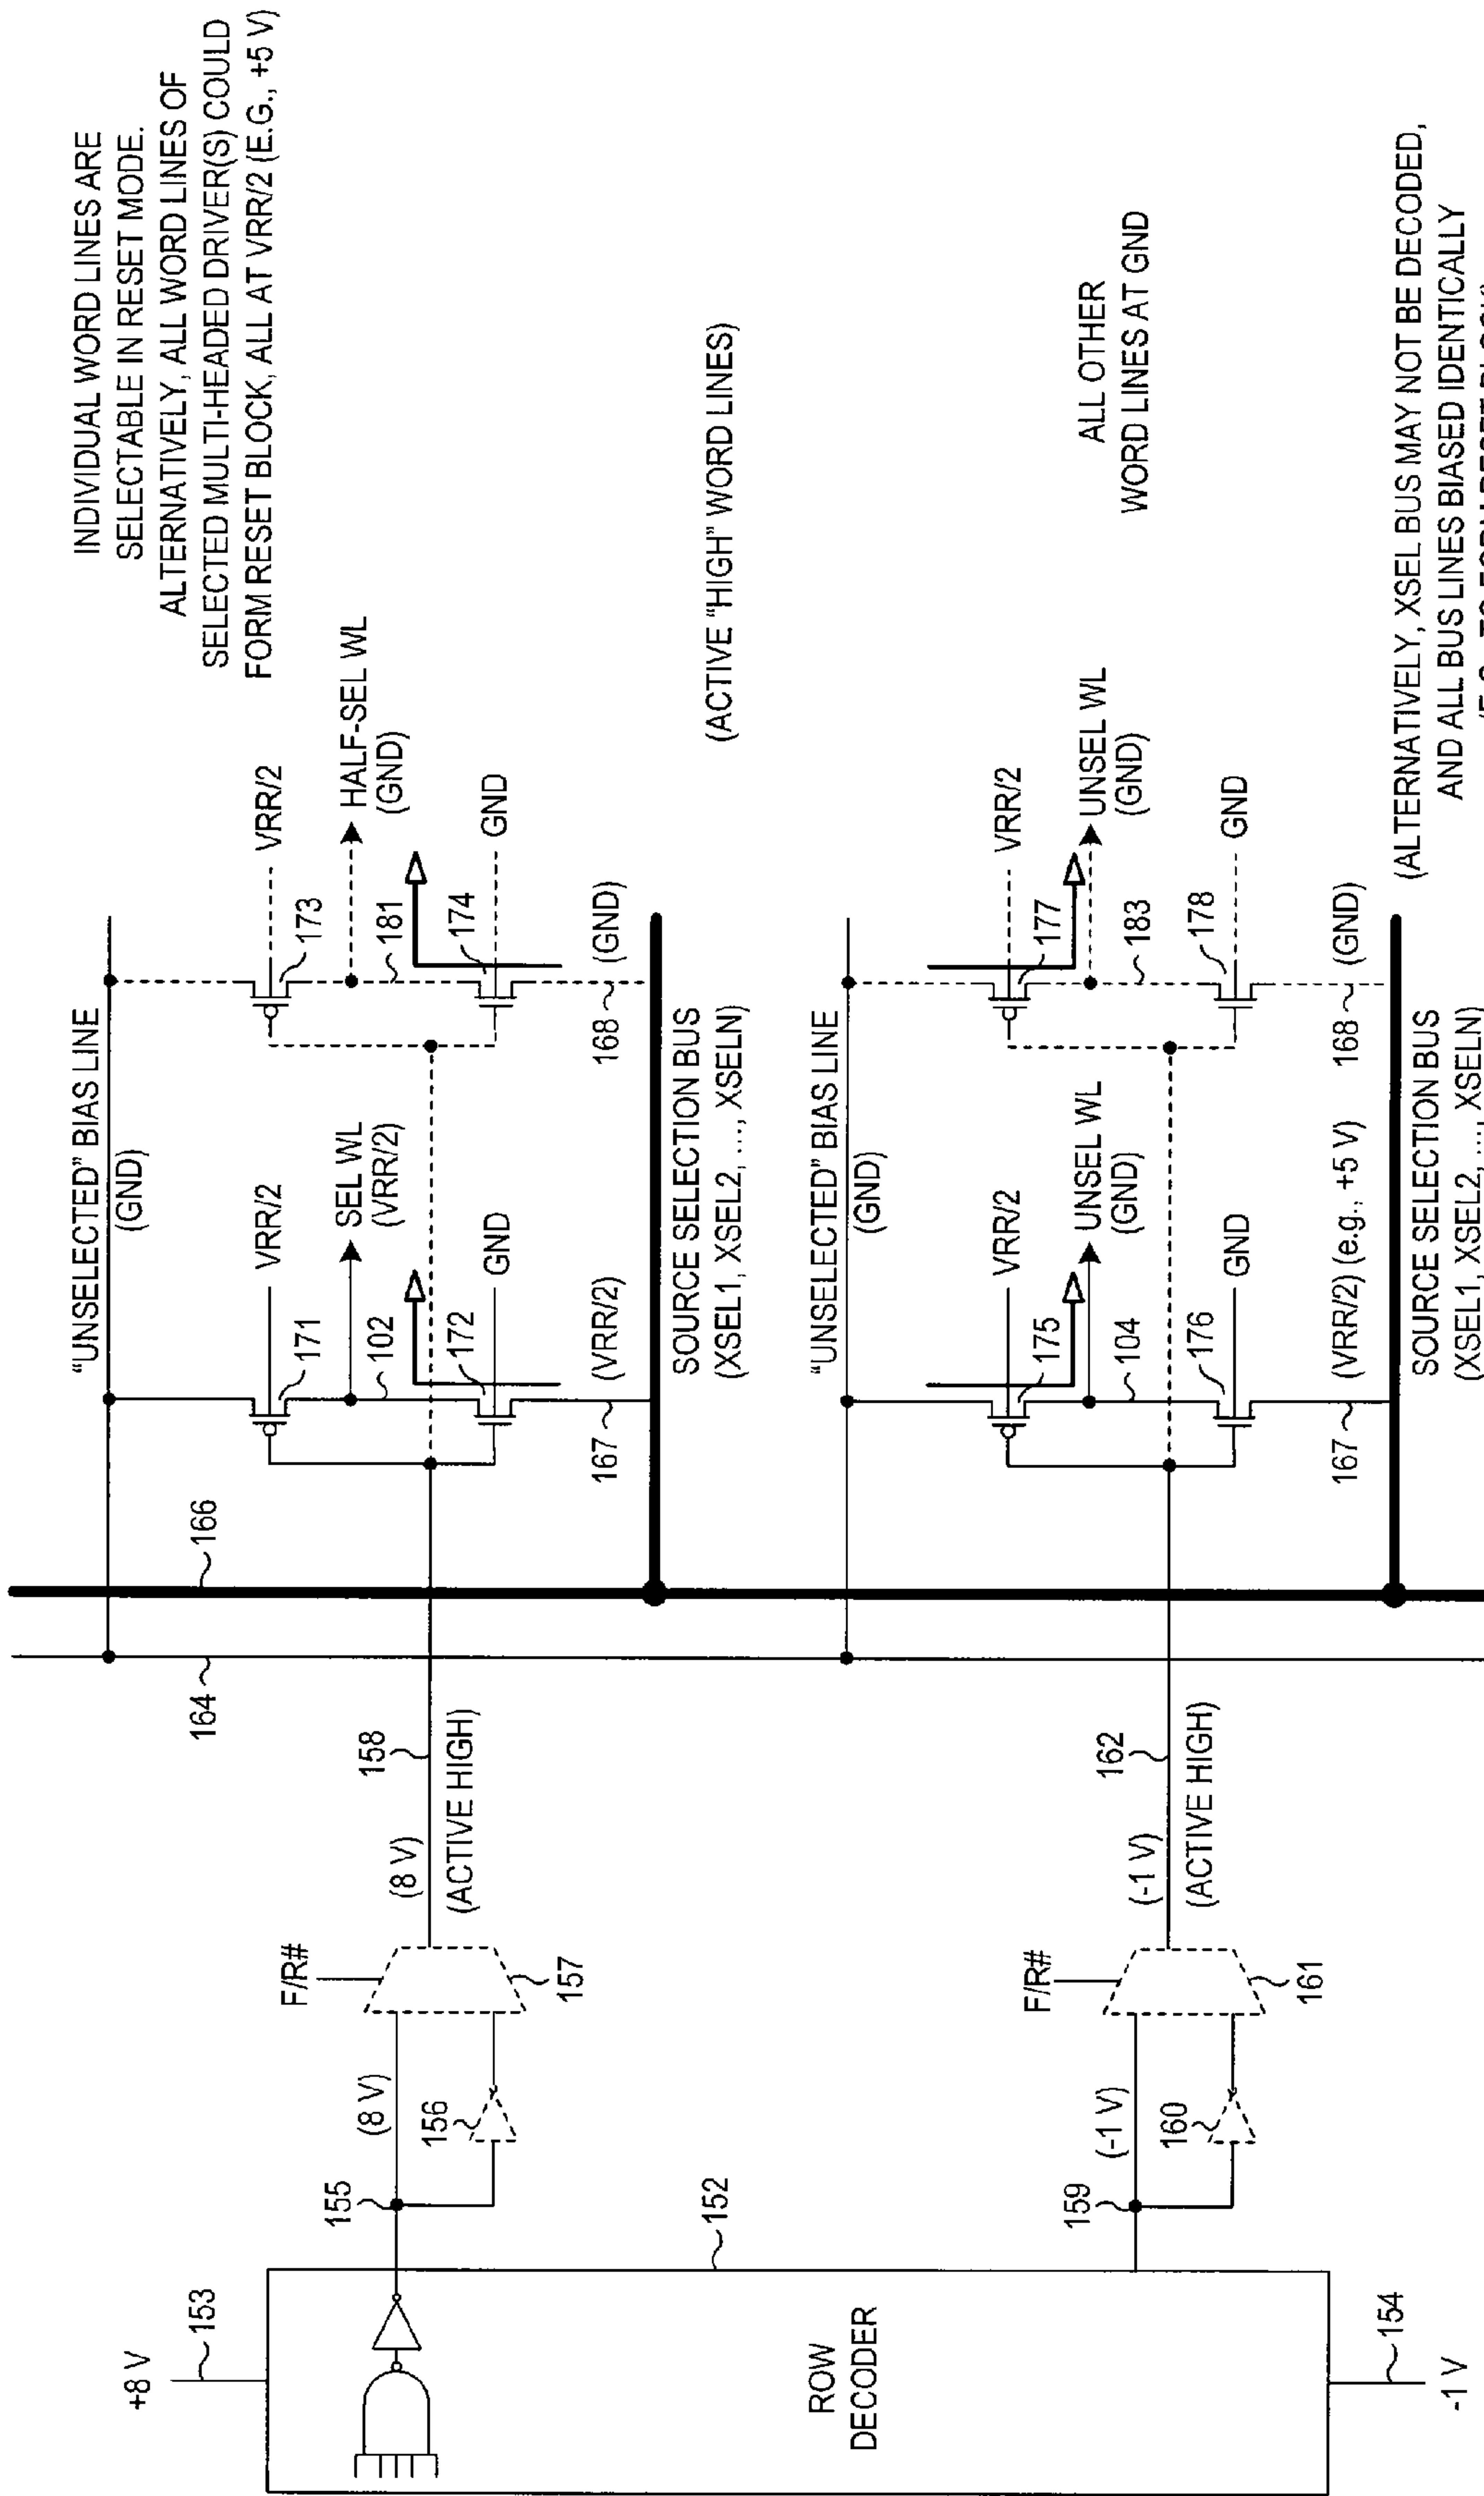 INDIVIDUAL WORD LINES ARE
SELECTABLE IN RESET MODE.
ALTERNATIVELY, ALL WORD LINES OF
SELECTED MULTI-HEADED DRIVER(S) COULD
FORM RESET BLOCK, ALL AT VRR/2 (E.G., +5 V)
(ACTIVE "HIGH" WORD LINES)
ALL OTHER
WORD LINES AT GND
(ALTERNATIVELY, XSEL BUS MAY NOT BE DECODED,
AND ALL BUS LINES BIASED IDENTICALLY
+8 V
153
ROW
DECODER
152
154
-1 V
155
(8 V)
156
F/R#
157
(8 V)
158
(ACTIVE HIGH)
159
(-1 V)
160
F/R#
161
(-1 V)
162
(ACTIVE HIGH)
164
166
"UNSELECTED" BIAS LINE
(GND)
VRR/2
171
SEL WL
(VRR/2)
102
172
GND
167
(VRR/2)
VRR/2
173
HALF-SEL WL
(GND)
181
174
GND
168
(GND)
SOURCE SELECTION BUS
(XSEL1, XSEL2, ..., XSELN)
"UNSELECTED" BIAS LINE
(GND)
VRR/2
175
UNSEL WL
(GND)
104
176
GND
167
(VRR/2) (e.g., +5 V)
VRR/2
177
UNSEL WL
(GND)
183
178
GND
168
(GND)
SOURCE SELECTION BUS
(XSEL1, XSEL2, ..., XSELN)